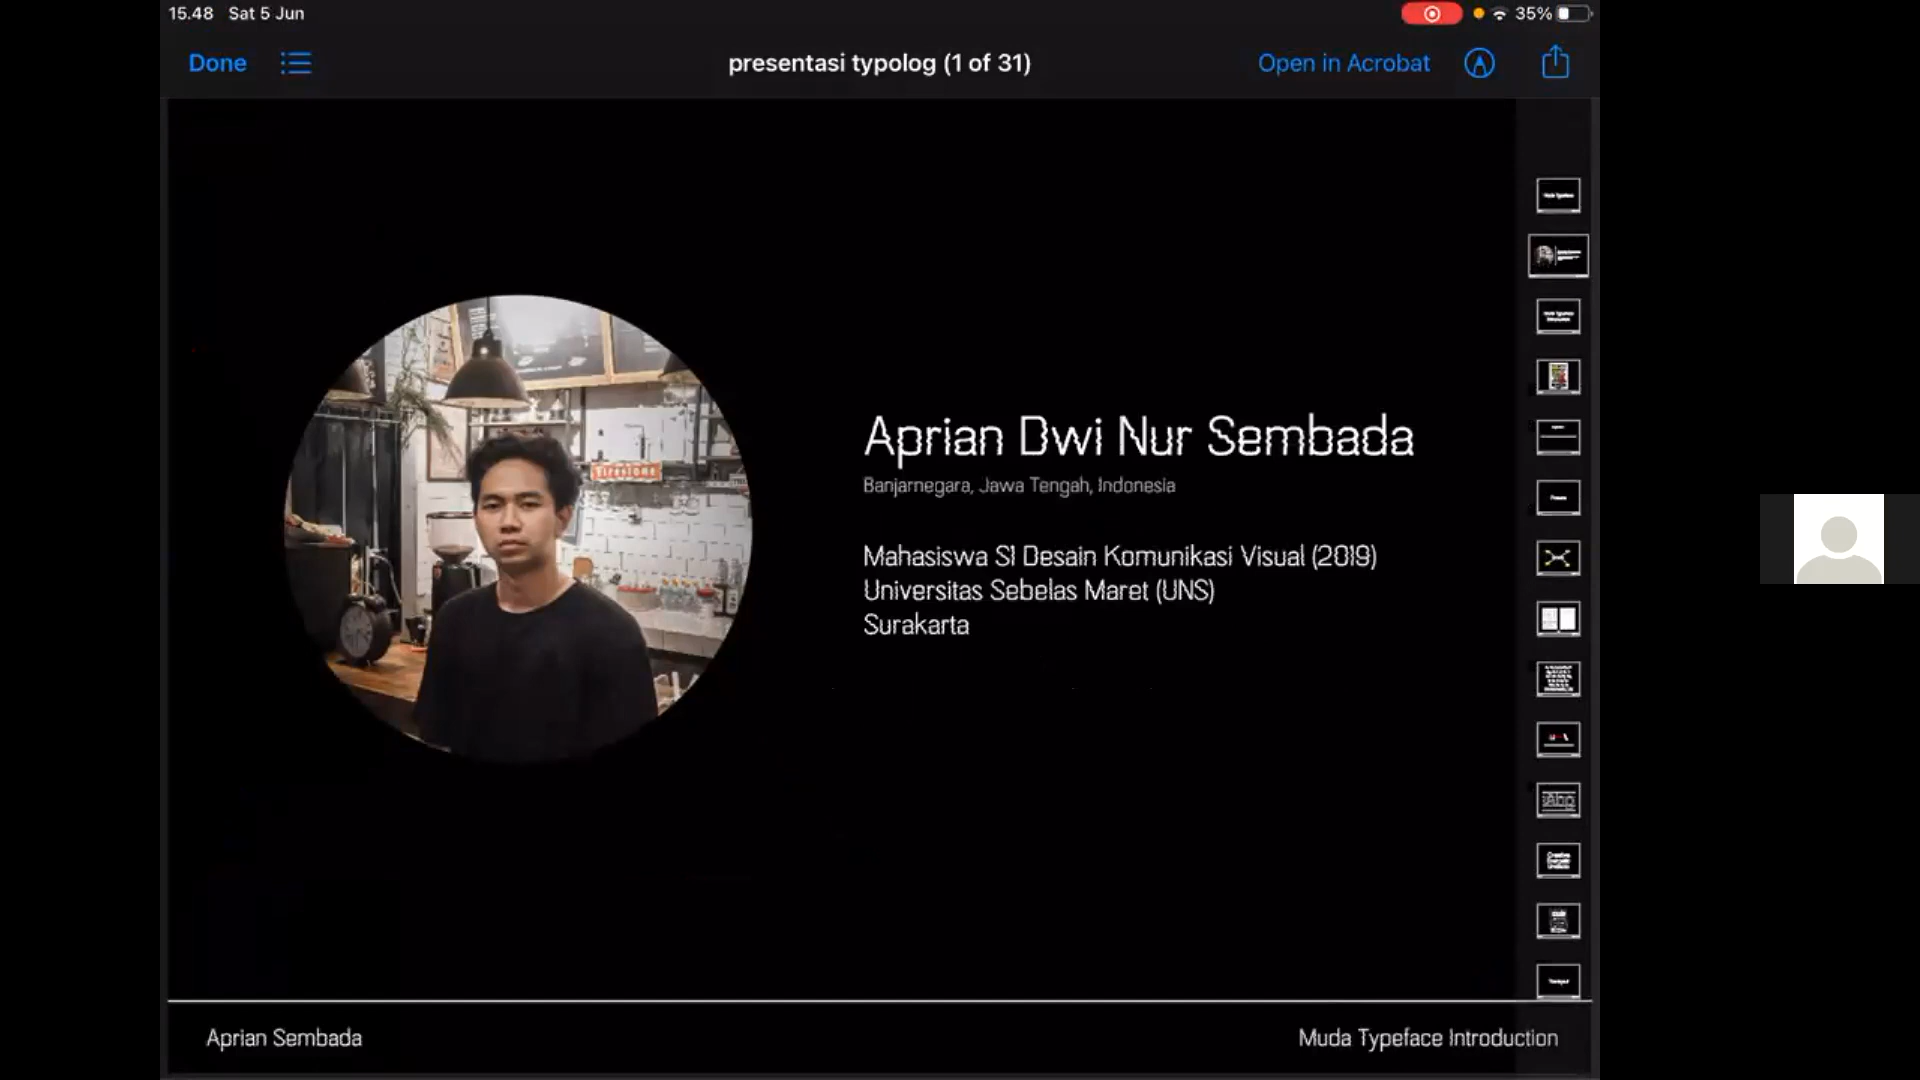 15.48 Sat 5 Jun
35%
Done
presentasi typolog (1 of 31)
Open in Acrobat
Aprian Dwi Nur Sembada
Banjarnegara, Jawa Tengah, Indonesia
Mahasiswa S1 Desain Komunikasi Visual (2019)
Universitas Sebelas Maret (UNS)
Surakarta
Aprian Sembada
Muda Typeface Introduction